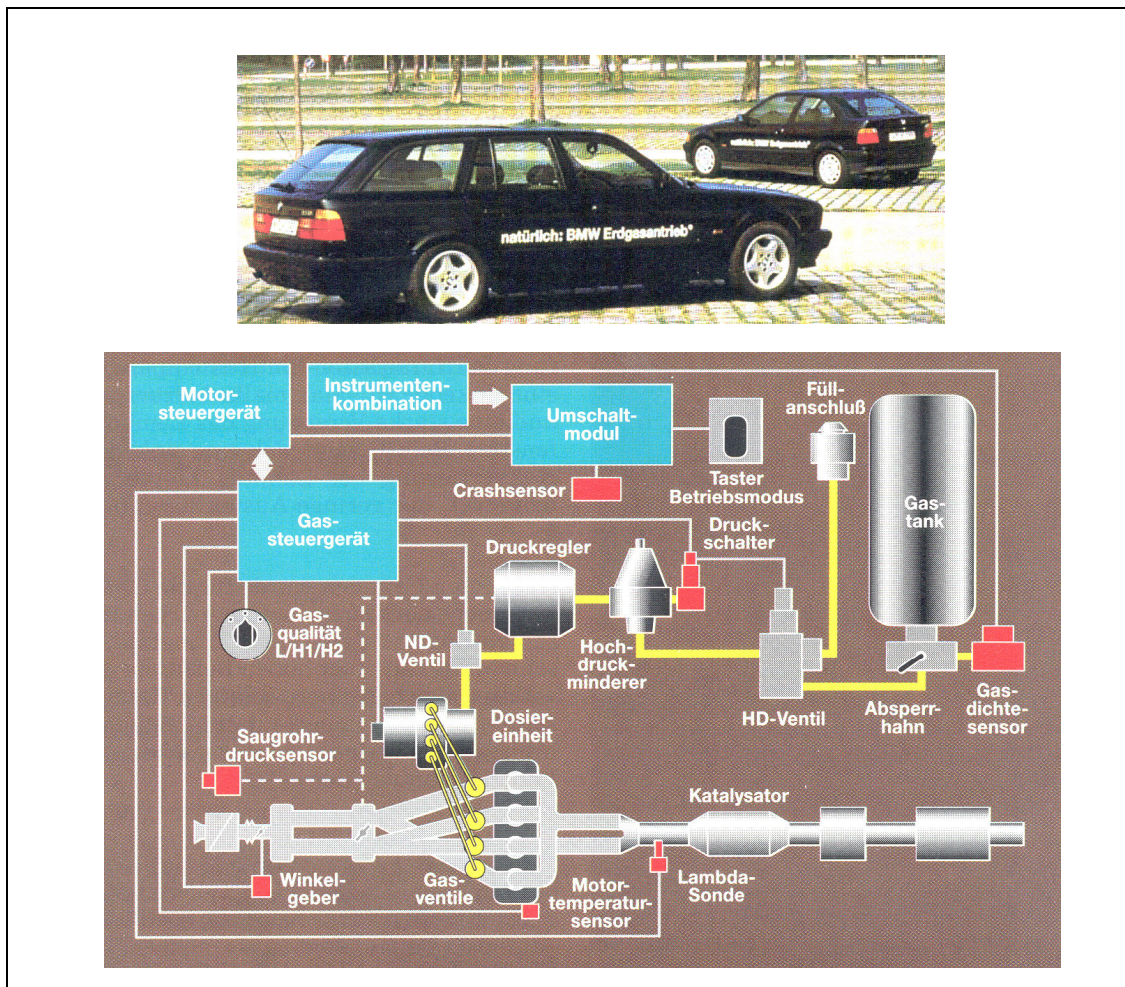 natürlich: BMW Erdgasantrieb*
Motor-
steuergerät
Instrumenten-
kombination
Umschalt-
modul
Füll-
anschluß
Crashsensor
Taster
Betriebsmodus
Gas-
tank
Gas-
steuergerät
Druckregler
Druck-
schalter
Gas-
qualität
L/H1/H2
ND-
Ventil
Hoch-
druck-
minderer
HD-Ventil
Absperr-
hahn
Gas-
dichte-
sensor
Dosier-
einheit
Saugrohr-
drucksensor
Katalysator
Winkel-
geber
Gas-
ventile
Motor-
temperatur-
sensor
Lambda-
Sonde